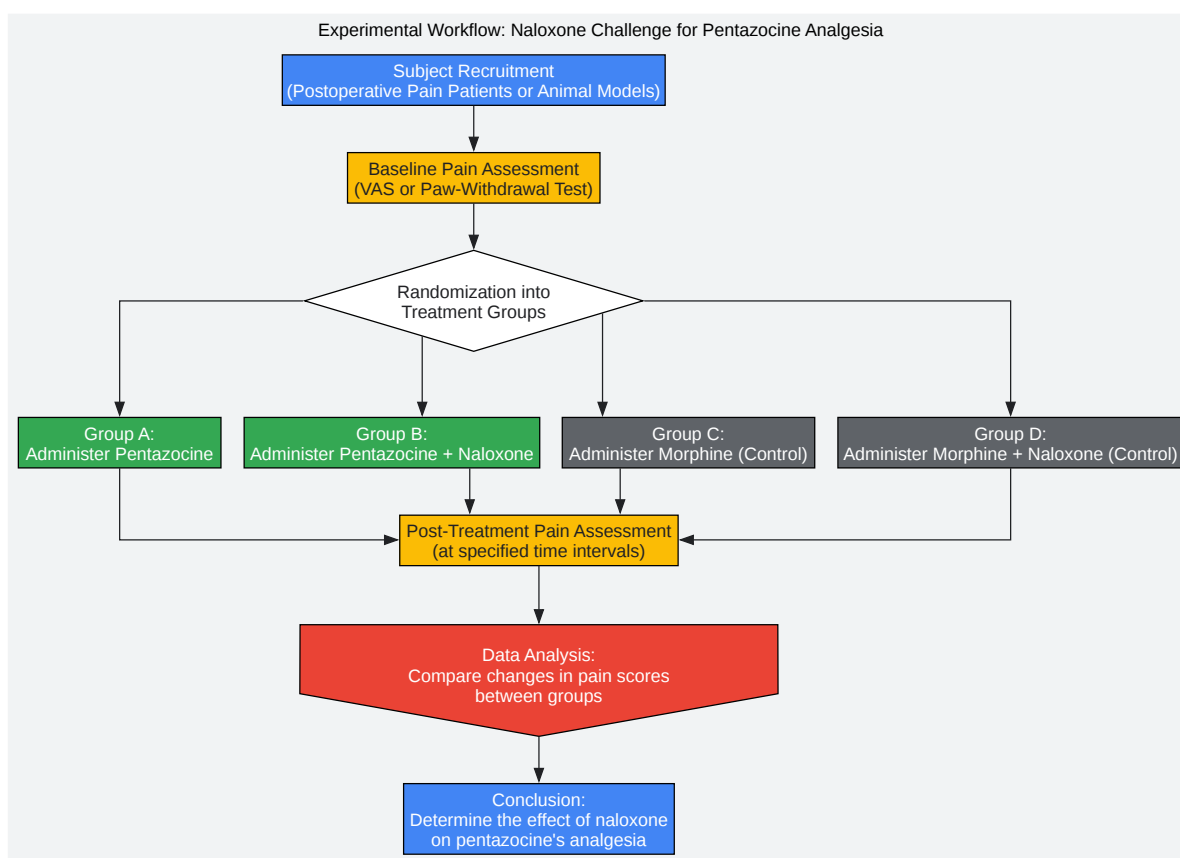 Experimental Workflow: Naloxone Challenge for Pentazocine Analgesia
Subject Recruitment
(Postoperative Pain Patients or Animal Models)
Baseline Pain Assessment
(VAS or Paw-Withdrawal Test)
Randomization into
Treatment Groups
Group A:
Administer Pentazocine
Group B:
Administer Pentazocine + Naloxone
Group C:
Administer Morphine (Control)
Group D:
Administer Morphine + Naloxone (Control)
Post-Treatment Pain Assessment
(at specified time intervals)
Data Analysis:
Compare changes in pain scores
between groups
Conclusion:
Determine the effect of naloxone
on pentazocine's analgesia